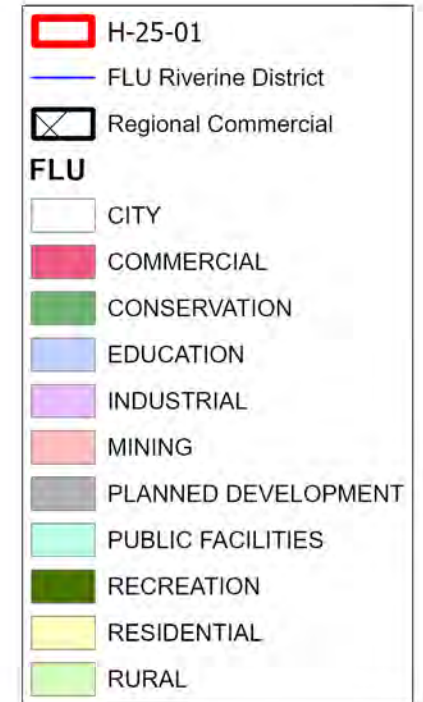 H-25-01
FLU Riverine District
Regional Commercial
FLU
CITY
COMMERCIAL
CONSERVATION
EDUCATION
INDUSTRIAL
MINING
PLANNED DEVELOPMENT
PUBLIC FACILITIES
RECREATION
RESIDENTIAL
RURAL